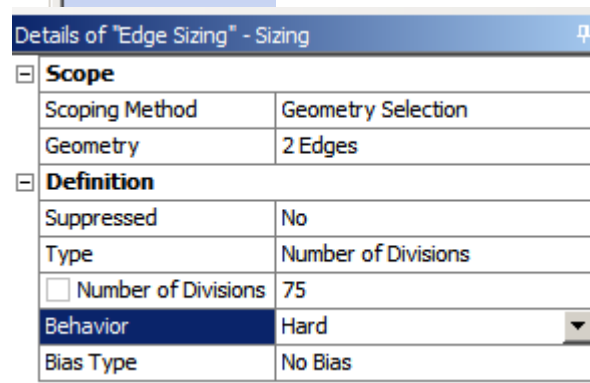 Details of "Edge Sizing" - Sizing
Scope
Scoping Method Geometry Selection
Geometry 2 Edges
Definition
Suppressed No
Type Number of Divisions
Number of Divisions 75
Behavior Hard
Bias Type No Bias